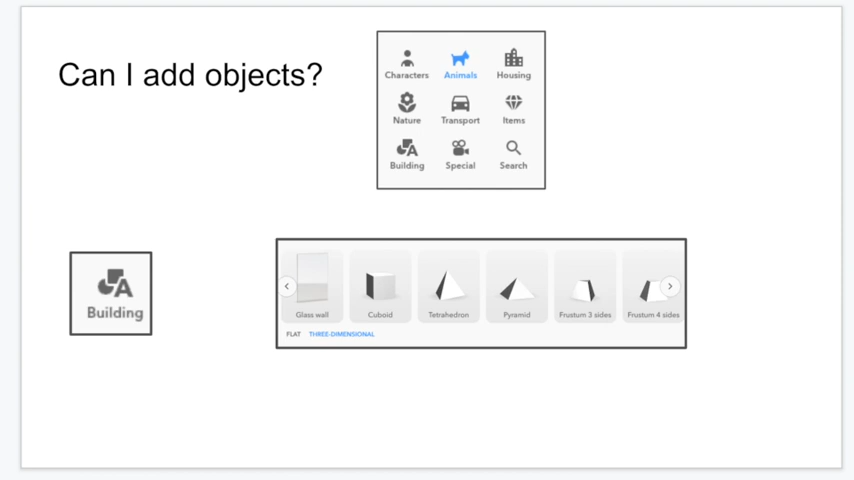 Can I add objects?
Characters Animals Housing
Nature Transport Items
Building Special Search
Building
Glass wall Cuboid Tetrahedron Pyramid Frustum 3 sides Frustum 4 sides
FLAT THREE-DIMENSIONAL